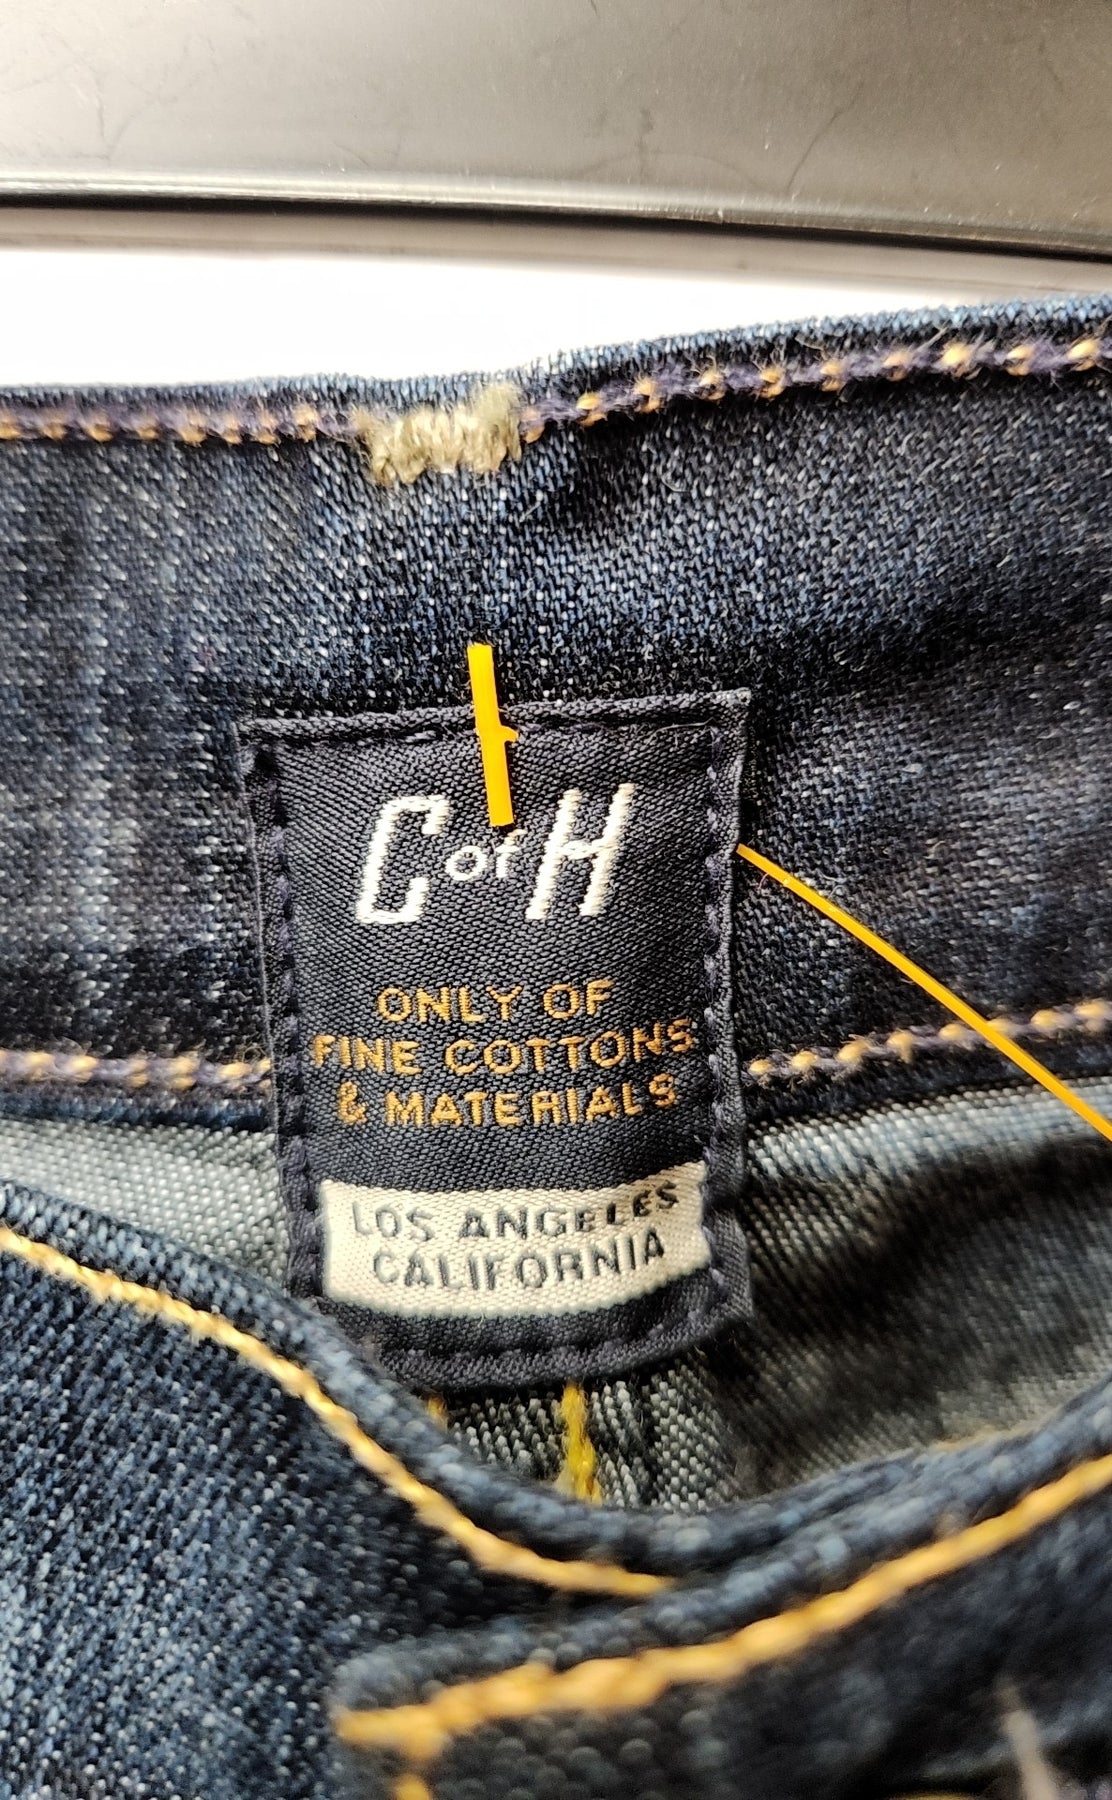 C of H
ONLY OF
FINE COTTONS
& MATERIALS
LOS ANGELES
CALIFORNIA